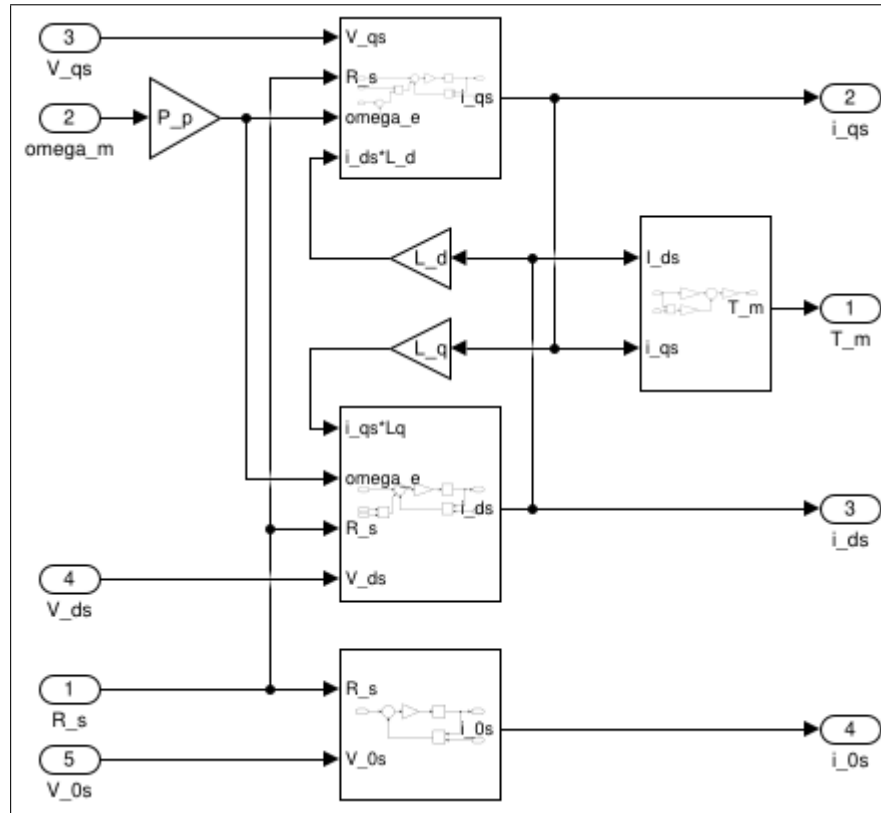 3
V_qs
2
omega_m
P_p
V_qs
R_s
omega_e
i_ds*L_d
i_qs
2
i_qs
L_d
L_q
I_ds
i_qs
T_m
1
T_m
i_qs*Lq
omega_e
R_s
V_ds
i_ds
3
i_ds
4
V_ds
1
R_s
5
V_0s
R_s
V_0s
i_0s
4
i_0s